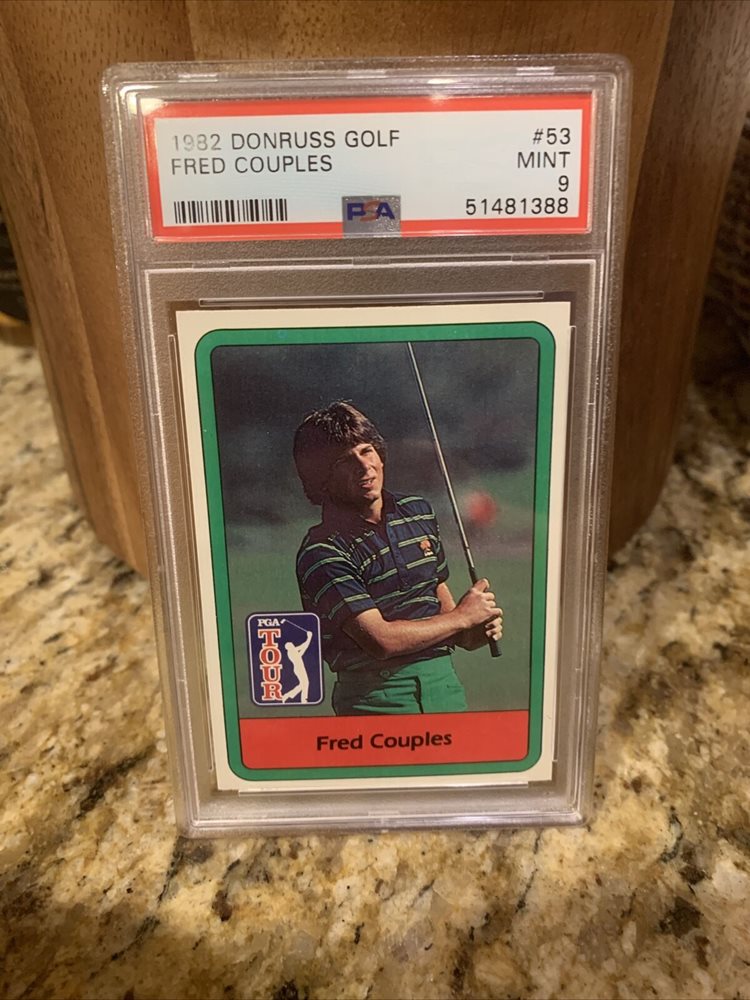 1982 DONRUSS GOLF #53
FRED COUPLES MINT
9
PSA 51481388
PGA
TOUR
Fred Couples